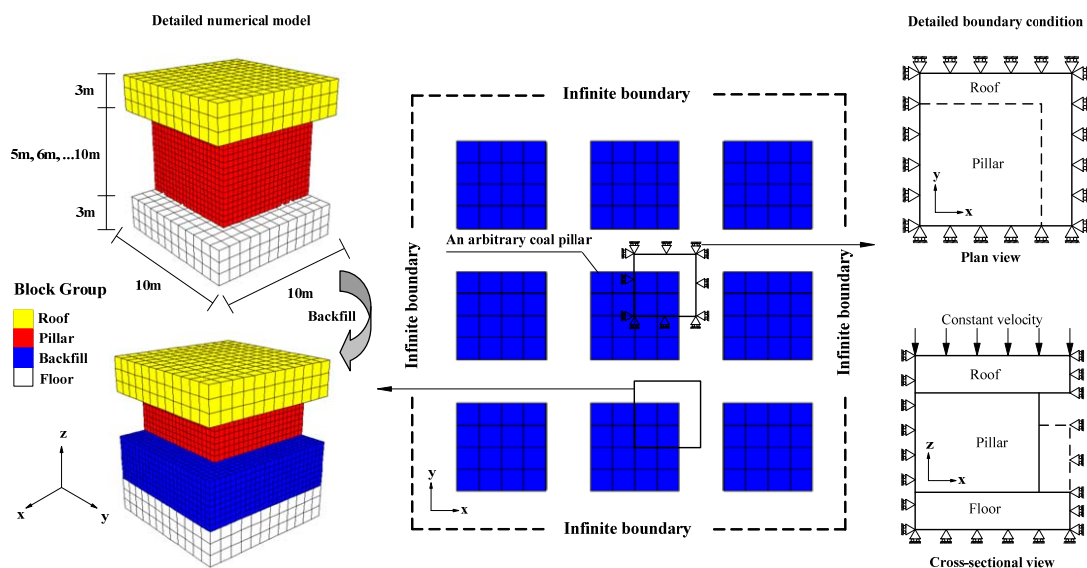 Detailed numerical model
3m
5m, 6m, ...10m
3m
10m
10m
Block Group
Roof
Pillar
Backfill
Floor
Backfill
z
x
y
Infinite boundary
Infinite boundary
Infinite boundary
Infinite boundary
An arbitrary coal pillar
y
x
Detailed boundary condition
Roof
Pillar
y
x
Plan view
Constant velocity
Roof
Pillar
z
x
Floor
Cross-sectional view